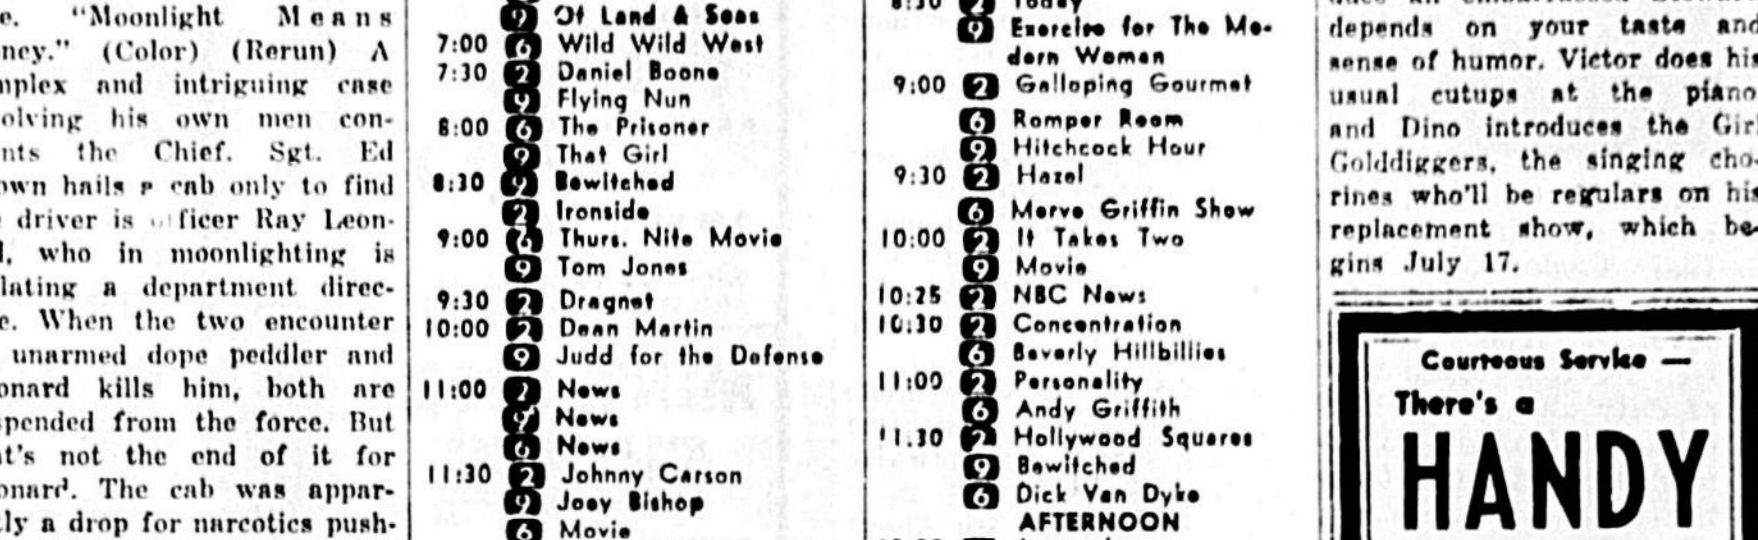 e. "Moonlight Means
ney." (Color) (Rerun) A
mplex and intriguing case
olving his own men con-
nts the Chief. Sgt. Ed
own hails a cab only to find
driver is officer Ray Leon-
, who in moonlighting is
lating a department direc-
e. When the two encounter
unarmed dope peddler and
onard kills him, both are
spended from the force. But
at's not the end of it for
onard. The cab was appar-
tly a drop for narcotics push-
9 Of Land & Seas
7:00 6 Wild Wild West
7:30 2 Daniel Boone
9 Flying Nun
8:00 6 The Prisoner
9 That Girl
8:30 9 Bewitched
2 Ironside
9:00 6 Thurs. Nite Movie
9 Tom Jones
9:30 2 Dragnet
10:00 2 Dean Martin
9 Judd for the Defense
11:00 2 News
9 News
6 News
11:30 2 Johnny Carson
9 Joey Bishop
6 Movie
8:30 2 Today
9 Exercise for The Mo-
dern Woman
9:00 2 Galloping Gourmet
6 Romper Room
9 Hitchcock Hour
9:30 2 Hazel
6 Merve Griffin Show
10:00 2 It Takes Two
9 Movie
10:25 2 NBC News
10:30 2 Concentration
6 Beverly Hillbillies
11:00 2 Personality
6 Andy Griffith
11.30 2 Hollywood Squares
9 Bewitched
6 Dick Van Dyke
AFTERNOON
depends on your taste and
sense of humor. Victor does his
usual cutups at the piano
and Dino introduces the Girl
Golddiggers, the singing cho-
rines who'll be regulars on his
replacement show, which be-
gins July 17.
Courteous Service —
There's a
HANDY